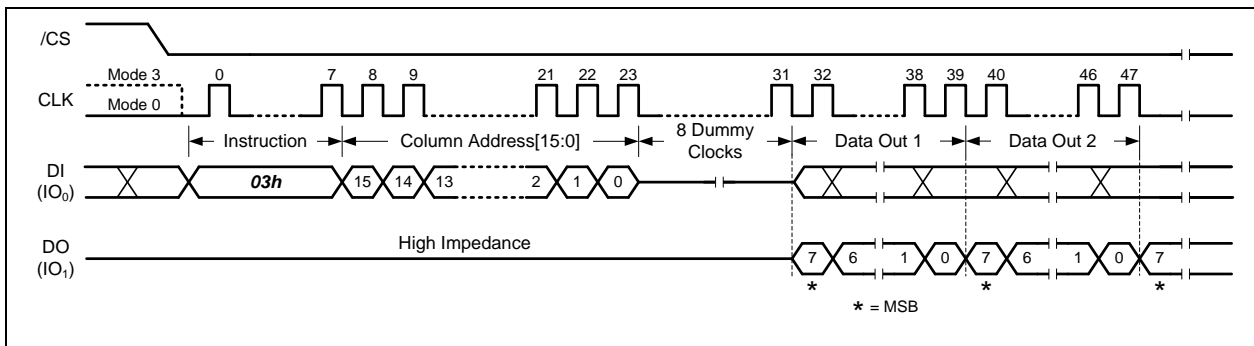 /CS
Mode 3
0 7 8 9 21 22 23 31 32 38 39 40 46 47
CLK
Mode 0
Instruction Column Address[15:0] 8 Dummy Clocks Data Out 1 Data Out 2
DI
(IO0)
03h 15 14 13 2 1 0
DO
(IO1)
High Impedance
7 6 1 0 7 6 1 0 7
* * *
* = MSB